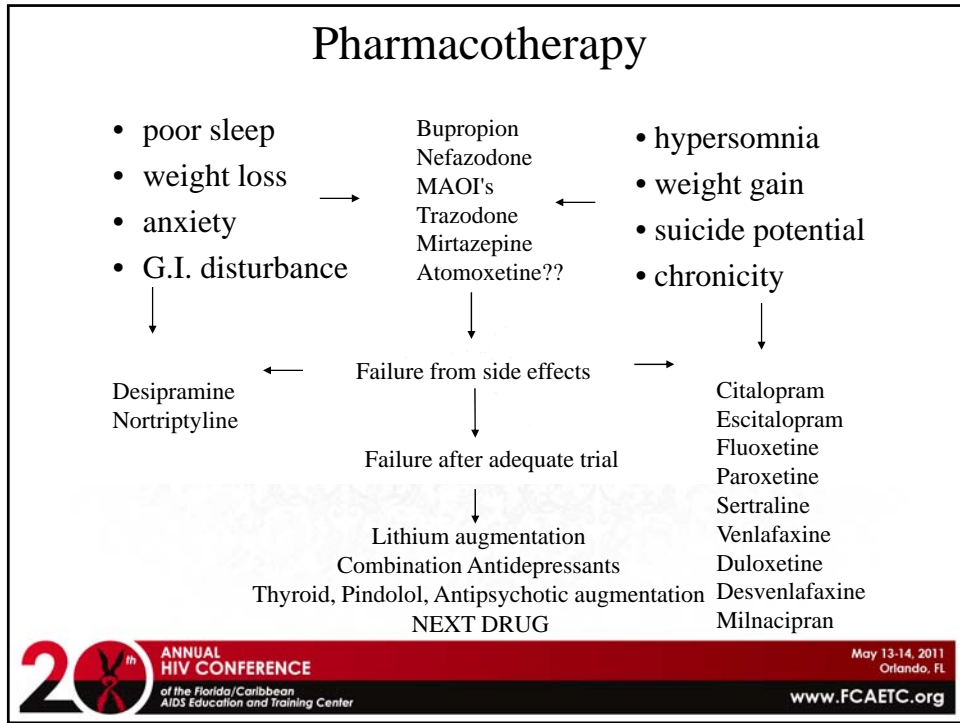 Pharmacotherapy
• poor sleep
• weight loss
• anxiety
• G.I. disturbance
Bupropion
Nefazodone
MAOI's
Trazodone
Mirtazepine
Atomoxetine??
• hypersomnia
• weight gain
• suicide potential
• chronicity
Desipramine
Nortriptyline
Failure from side effects
Failure after adequate trial
Lithium augmentation
Combination Antidepressants
Thyroid, Pindolol, Antipsychotic augmentation
NEXT DRUG
Citalopram
Escitalopram
Fluoxetine
Paroxetine
Sertraline
Venlafaxine
Duloxetine
Desvenlafaxine
Milnacipran
20th
ANNUAL
HIV CONFERENCE
of the Florida/Caribbean
AIDS Education and Training Center
May 13-14, 2011
Orlando, FL
www.FCAETC.org